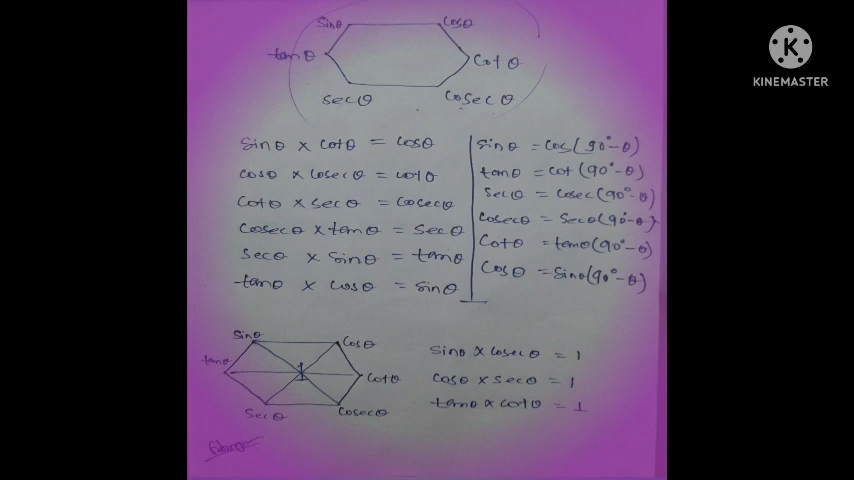 Sinθ Cosθ
tanθ Cotθ
secθ Cosecθ
K
KINEMASTER
sinθ × cotθ = cosθ
cosθ × cosecθ = cotθ
cotθ × secθ = cosecθ
cosecθ × tanθ = secθ
secθ × sinθ = tanθ
tanθ × cosθ = sinθ
sinθ = cos(90°-θ)
tanθ = cot(90°-θ)
secθ = cosec(90°-θ)
cosecθ = secθ(90°-θ)
Cotθ = tanθ(90°-θ)
Cosθ = sinθ(90°-θ)
Sinθ Cosθ
tanθ 1 Cotθ
Secθ Cosecθ
sinθ × cosecθ = 1
cosθ × secθ = 1
tanθ × cotθ = 1